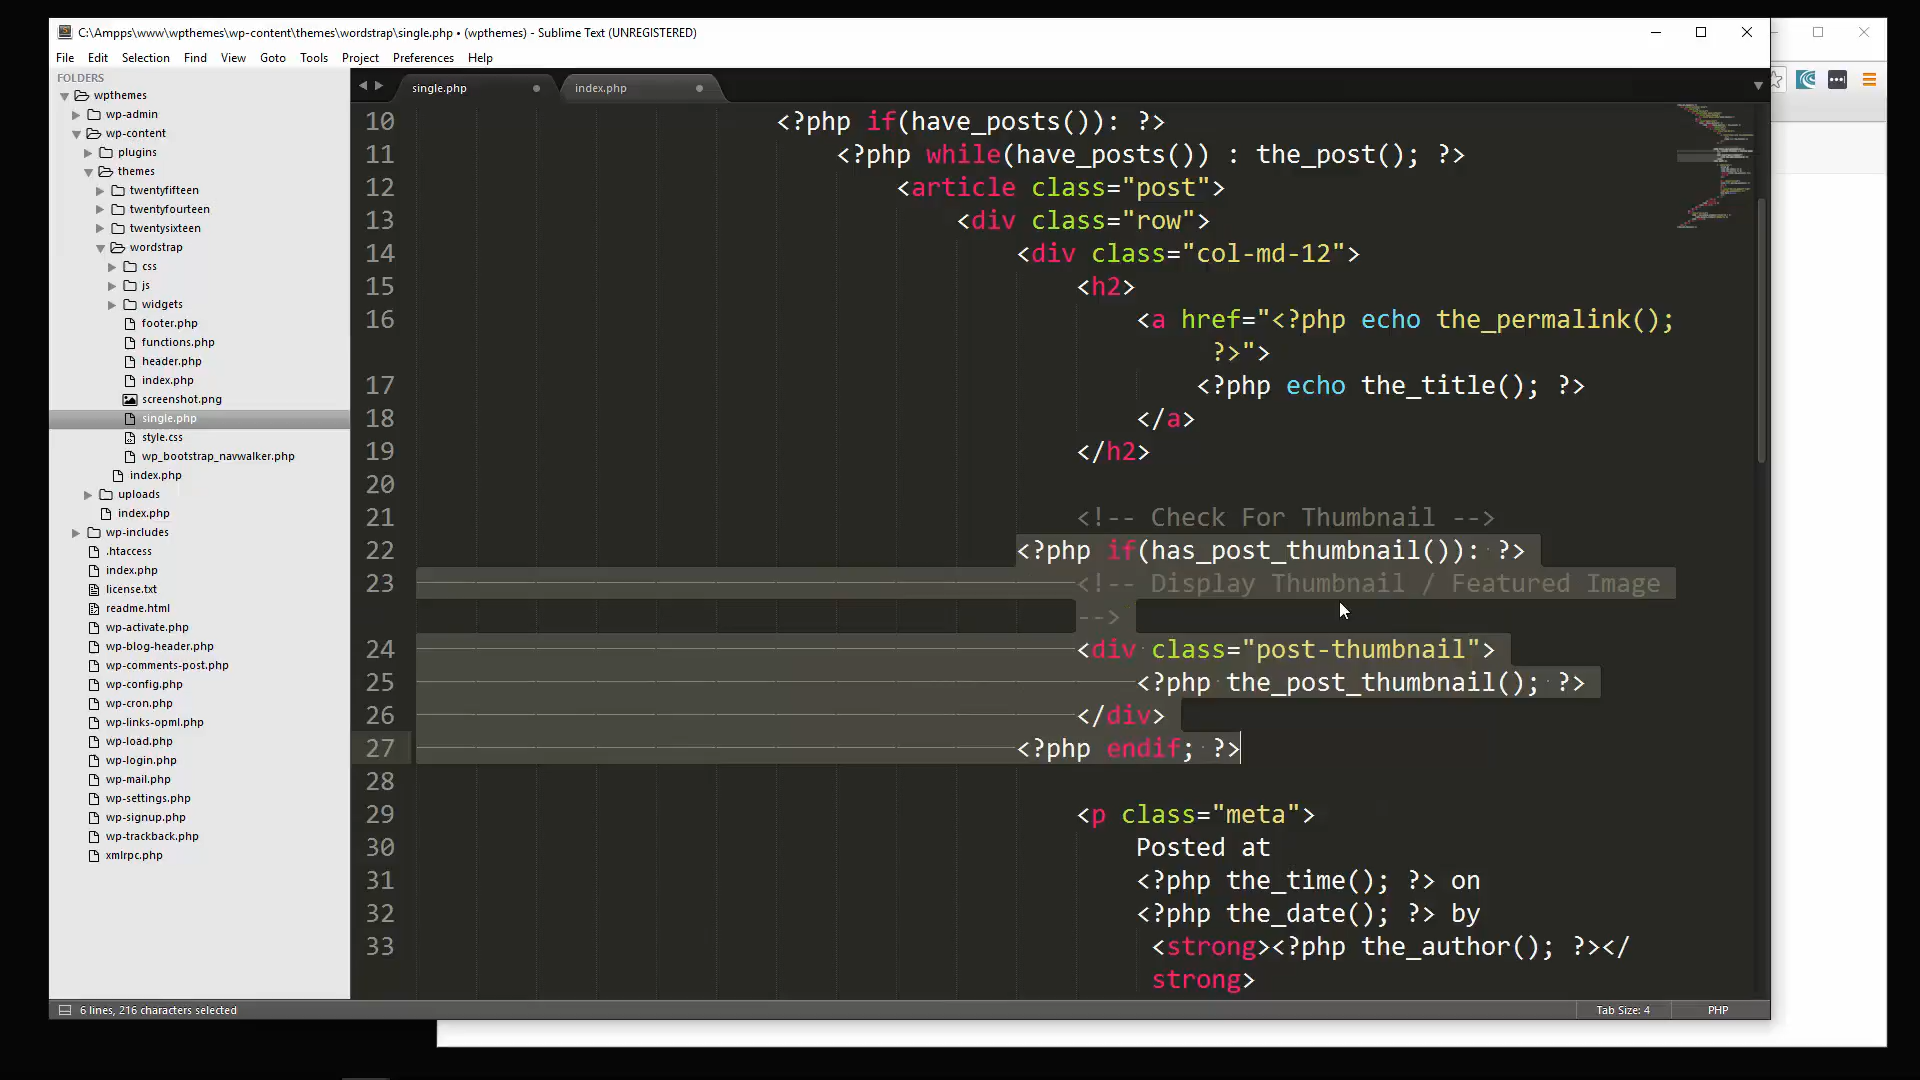 C:\Ampps\www\wpthemes\wp-content\themes\wordstrap\single.php • (wpthemes) - Sublime Text (UNREGISTERED)
File Edit Selection Find View Goto Tools Project Preferences Help
FOLDERS
wpthemes
wp-admin
wp-content
plugins
themes
twentyfifteen
twentyfourteen
twentysixteen
wordstrap
css
js
widgets
footer.php
functions.php
header.php
index.php
screenshot.png
single.php
style.css
wp_bootstrap_navwalker.php
index.php
uploads
index.php
wp-includes
.htaccess
index.php
license.txt
readme.html
wp-activate.php
wp-blog-header.php
wp-comments-post.php
wp-config.php
wp-cron.php
wp-links-opml.php
wp-load.php
wp-login.php
wp-mail.php
wp-settings.php
wp-signup.php
wp-trackback.php
xmlrpc.php
single.php index.php
10 <?php if(have_posts()): ?>
11 <?php while(have_posts()) : the_post(); ?>
12 <article class="post">
13 <div class="row">
14 <div class="col-md-12">
15 <h2>
16 <a href="<?php echo the_permalink();
?>">
17 <?php echo the_title(); ?>
18 </a>
19 </h2>
20
21 <!-- Check For Thumbnail -->
22 <?php if(has_post_thumbnail()): ?>
23 <!-- Display Thumbnail / Featured Image
-->
24 <div class="post-thumbnail">
25 <?php the_post_thumbnail(); ?>
26 </div>
27 <?php endif; ?>
28
29 <p class="meta">
30 Posted at
31 <?php the_time(); ?> on
32 <?php the_date(); ?> by
33 <strong><?php the_author(); ?></
strong>
6 lines, 216 characters selected
Tab Size: 4 PHP